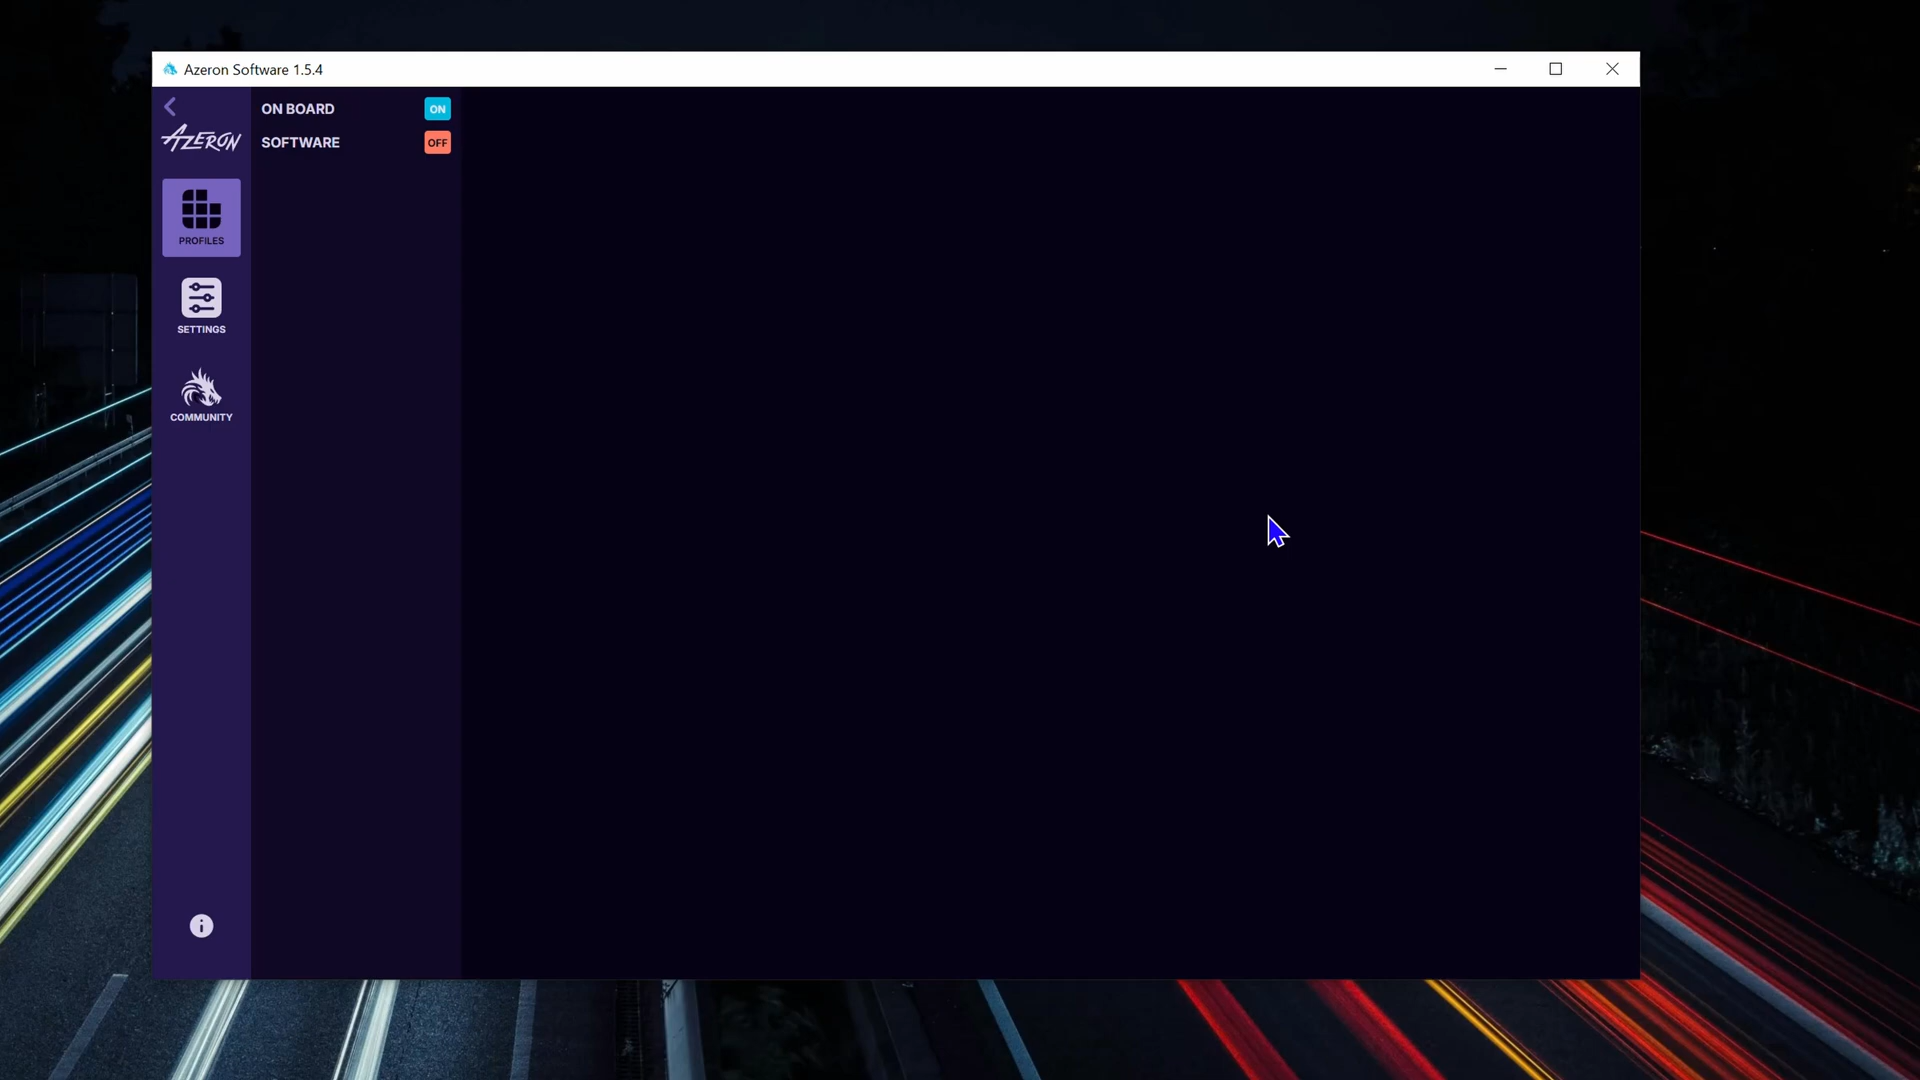 Azeron Software 1.5.4
AZERON
ON BOARD ON
SOFTWARE OFF
PROFILES
SETTINGS
COMMUNITY